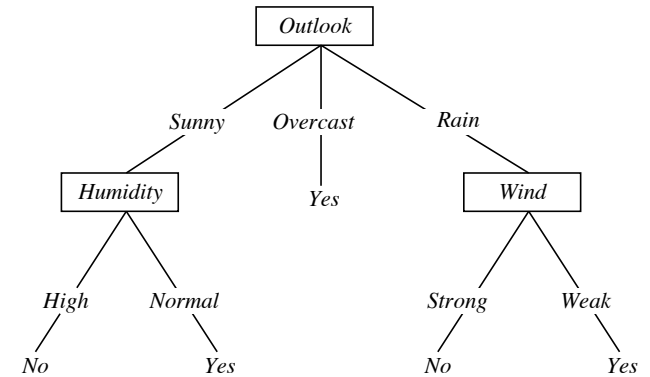 Outlook
Sunny Overcast Rain
Humidity Yes Wind
High Normal Strong Weak
No Yes No Yes